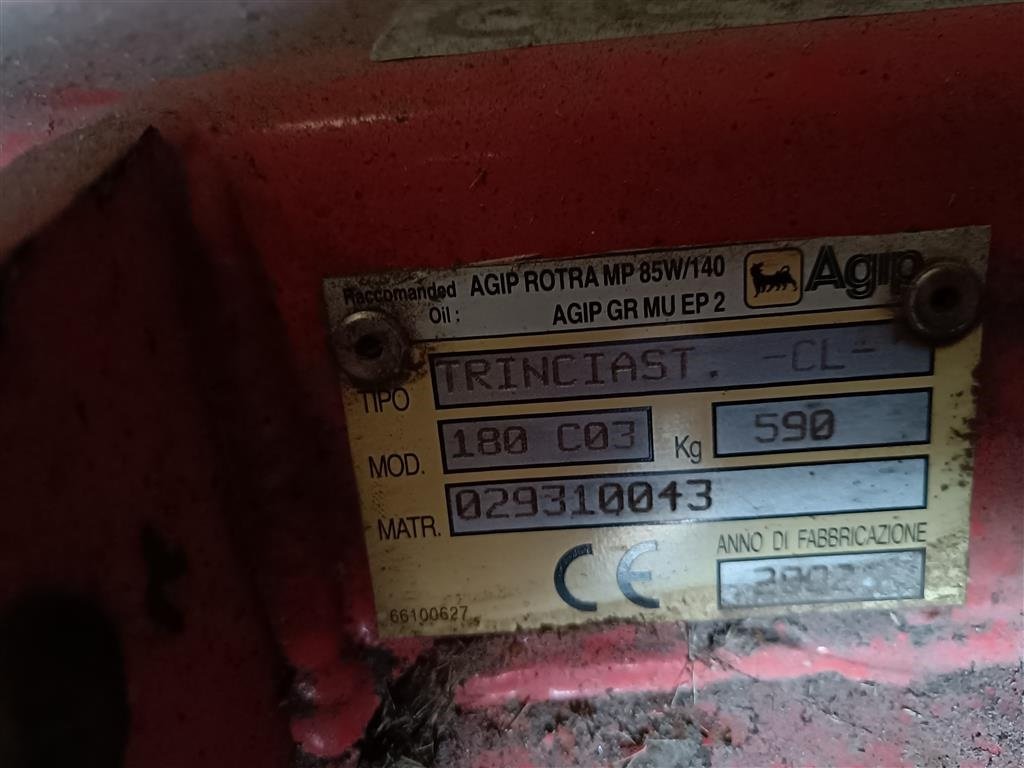 Raccomanded AGIP ROTRA MP 85W/140 Agip
Oil : AGIP GR MU EP 2
TIPO TRINCIAST. -CL-
MOD. 180 C03 Kg 590
MATR. 029310043
ANNO DI FABBRICAZIONE
CE 2002
66100627